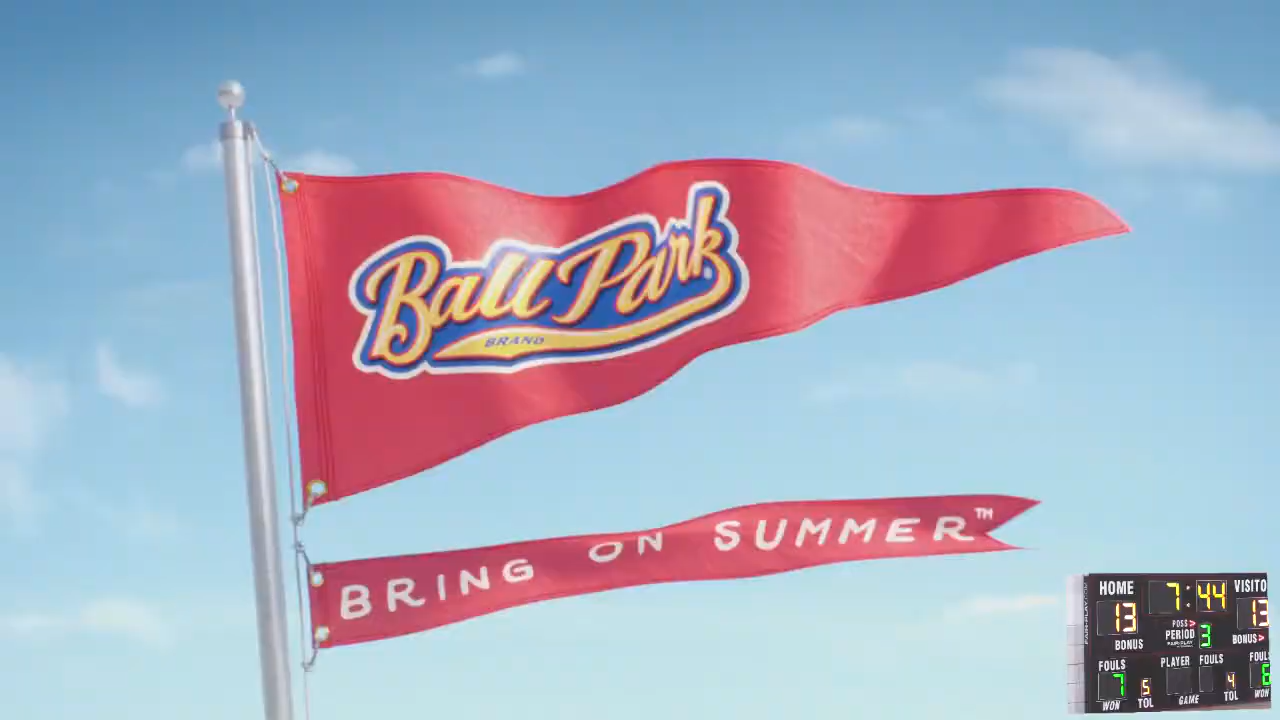 Ball Park
BRAND
BRING ON SUMMER™
HOME 7:44 VISITO
13 13
POSS>
PERIOD 3
BONUS BONUS>
FOULS PLAYER FOULS FOUL
7 5 4 6
WON TOL GAME TOL WON